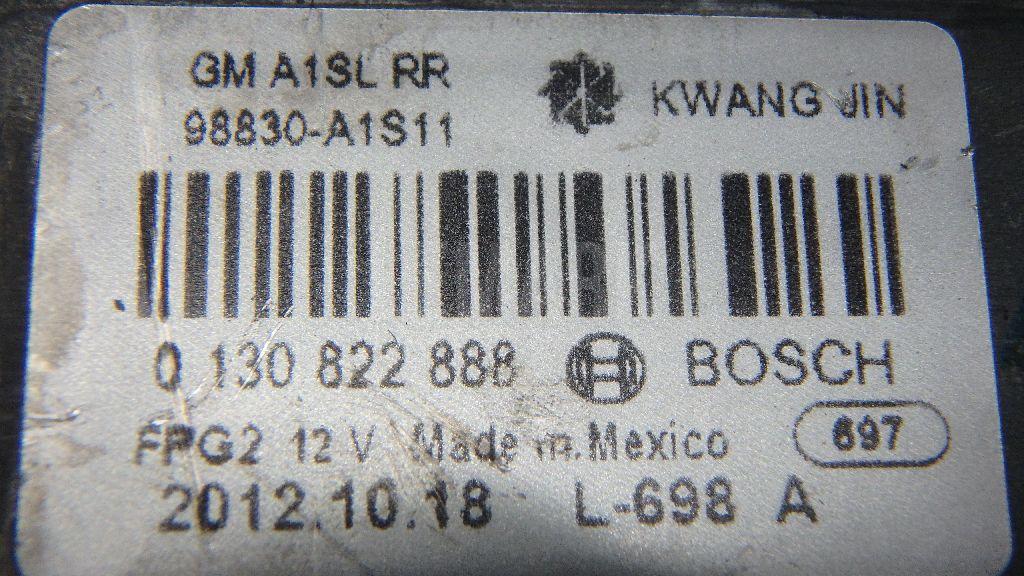 GM A1SL RR
98830-A1S11
KWANG JIN
0 130 822 888 BOSCH
FPG2 12 V Made in Mexico
697
2012.10.18 L-698 A